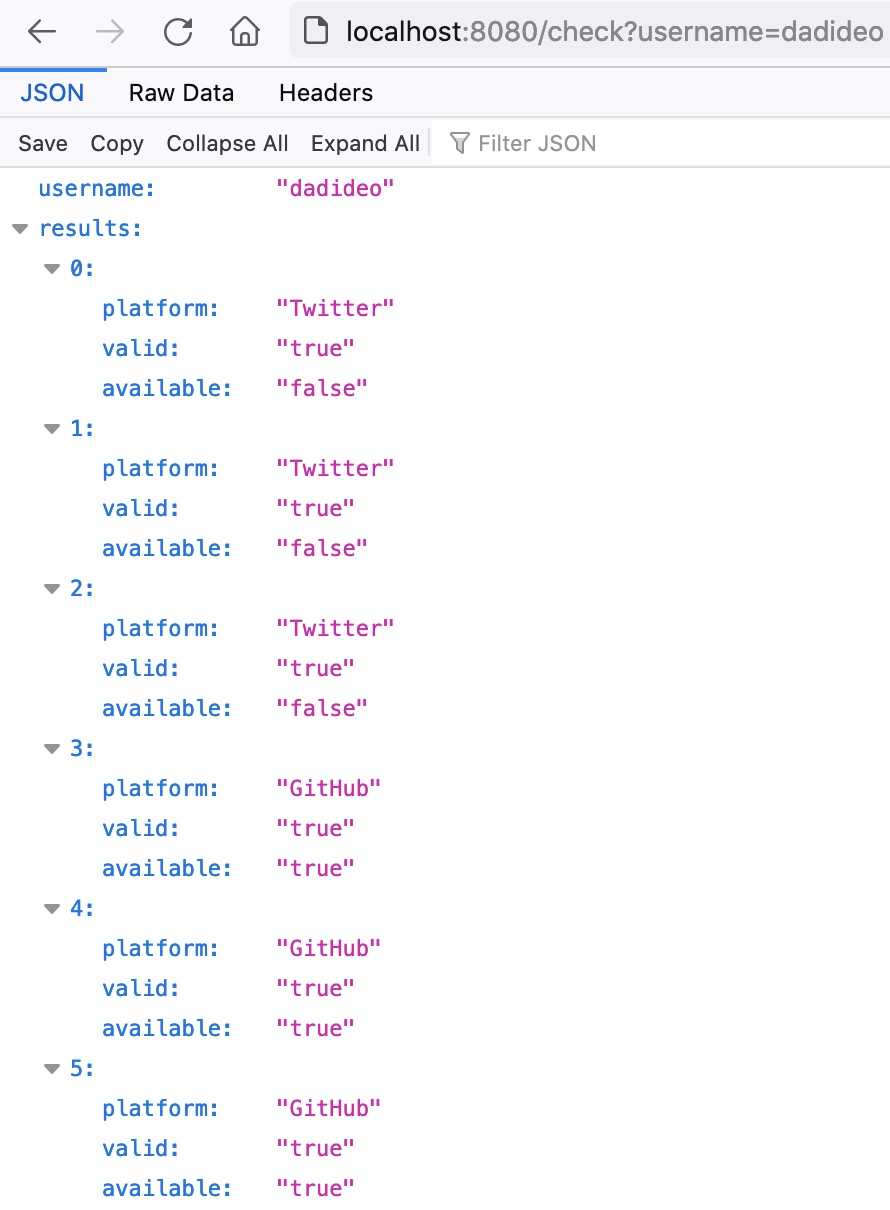 localhost:8080/check?username=dadideo
JSON Raw Data Headers
Save Copy Collapse All Expand All Filter JSON
username: "dadideo"
results:
0:
platform: "Twitter"
valid: "true"
available: "false"
1:
platform: "Twitter"
valid: "true"
available: "false"
2:
platform: "Twitter"
valid: "true"
available: "false"
3:
platform: "GitHub"
valid: "true"
available: "true"
4:
platform: "GitHub"
valid: "true"
available: "true"
5:
platform: "GitHub"
valid: "true"
available: "true"